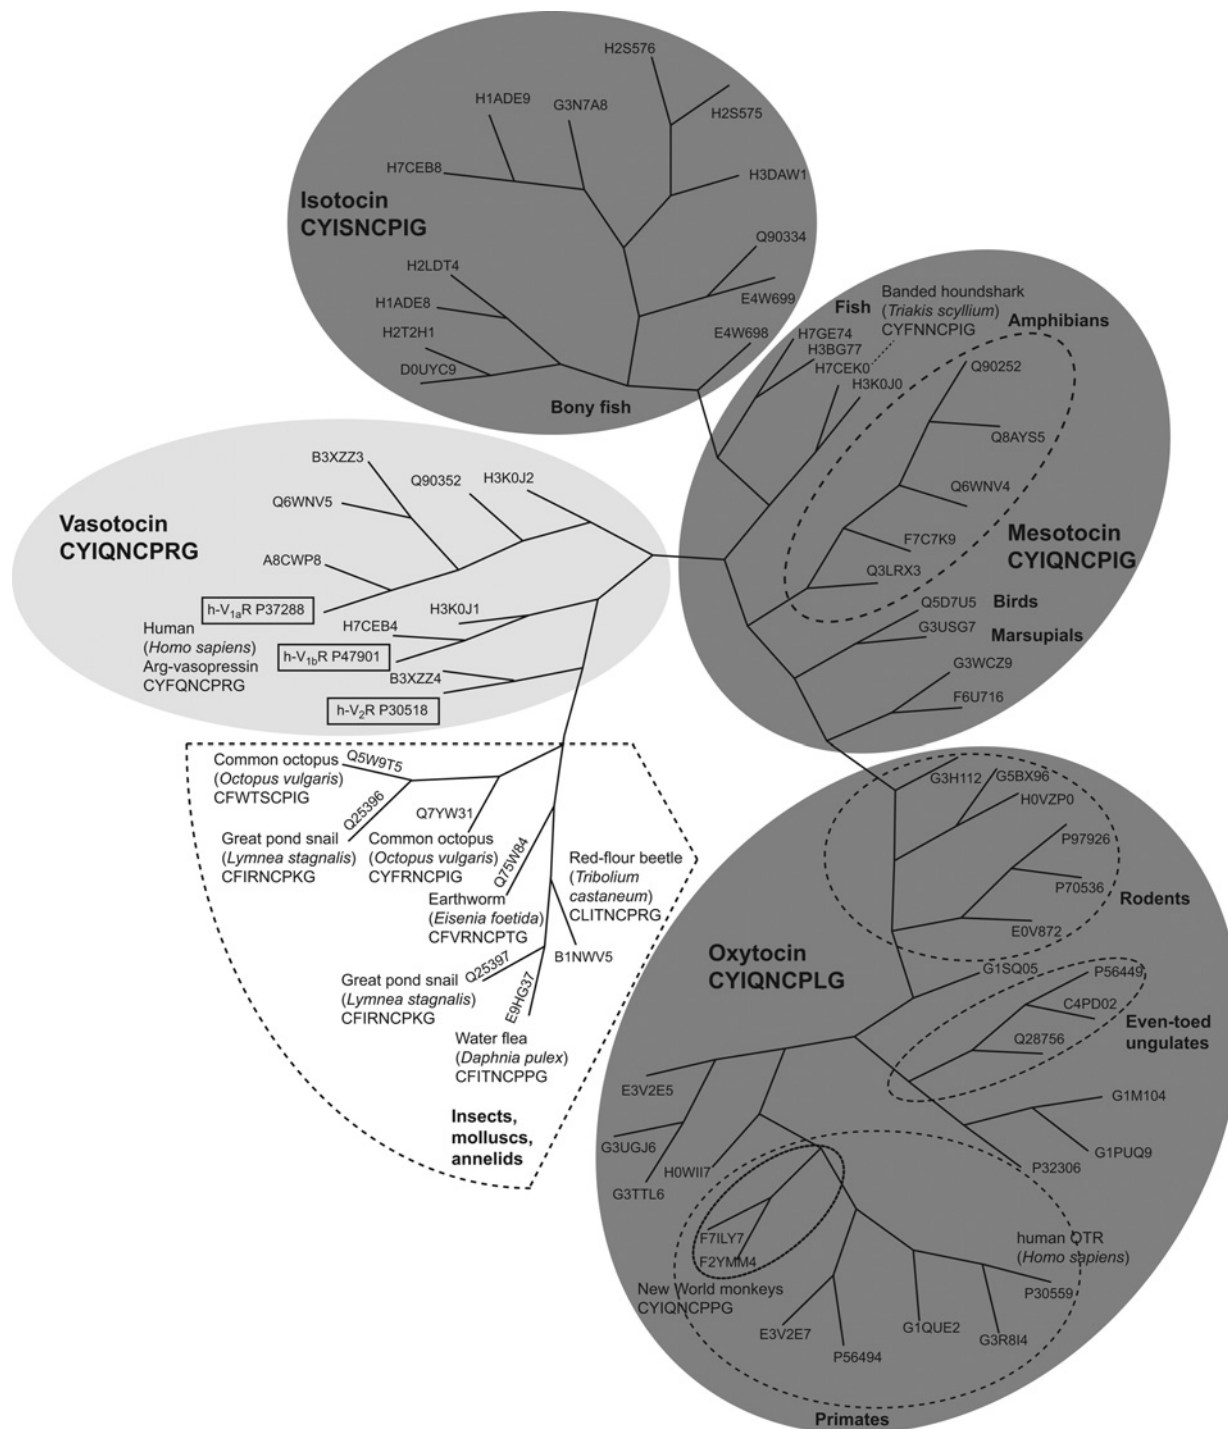 H2S576
H1ADE9
G3N7A8
H2S575
H7CEB8
H3DAW1
Isotocin
CYISNCPIG
Q90334
H2LDT4
E4W699
H1ADE8
H2T2H1
E4W698
D0UYC9
Bony fish
Fish
Banded houndshark
(Triakis scyllium)
CYFNNCPIG
Amphibians
H7GE74
H3BG77
H7CEK0
H3K0J0
Q90252
Q8AYS5
Q6WNV4
F7C7K9
Q3LRX3
Mesotocin
CYIQNCPIG
Q5D7U5
Birds
G3USG7
Marsupials
G3WCZ9
F6U716
B3XZZ3
Q90352
H3K0J2
Q6WNV5
Vasotocin
CYIQNCPRG
A8CWP8
h-V1aR P37288
H3K0J1
Human
(Homo sapiens)
Arg-vasopressin
CYFQNCPRG
H7CEB4
h-V1bR P47901
B3XZZ4
h-V2R P30518
Common octopus
(Octopus vulgaris)
CFWTSCPIG
Q5W9T5
Q25396
Q7YW31
Great pond snail
(Lymnea stagnalis)
CFIRNCPKG
Common octopus
(Octopus vulgaris)
CYFRNCPIG
Q75W84
Red-flour beetle
(Tribolium
castaneum)
CLITNCPRG
Earthworm
(Eisenia foetida)
CFVRNCPTG
B1NWV5
Q25397
Great pond snail
(Lymnea stagnalis)
CFIRNCPKG
E9HG37
Water flea
(Daphnia pulex)
CFITNCPPG
Insects,
molluscs,
annelids
G3H112
G5BX96
H0VZP0
P97926
P70536
Rodents
E0V872
Oxytocin
CYIQNCPLG
G1SQ05
P56449
C4PD02
Q28756
Even-toed
ungulates
E3V2E5
G1M104
G3UGJ6
G1PUQ9
H0WII7
P32306
G3TTL6
F7ILY7
F2YMM4
New World monkeys
CYIQNCPPG
human OTR
(Homo sapiens)
P30559
E3V2E7
G1QUE2
G3R8I4
P56494
Primates